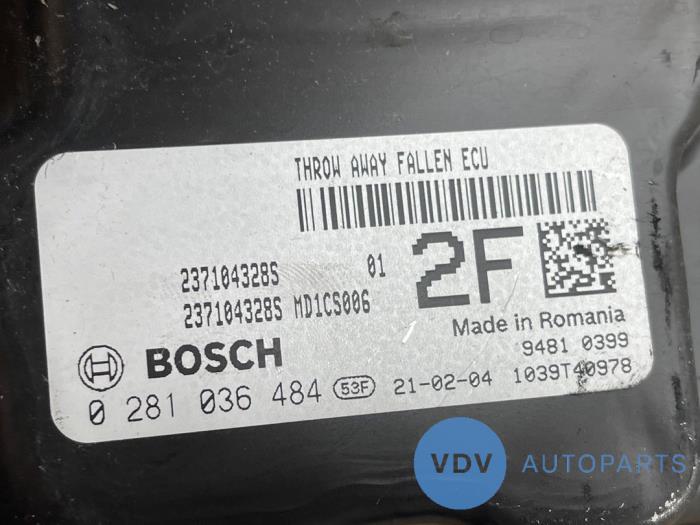 THROW AWAY FALLEN ECU
237104328S 01
237104328S MD1CS006
2F
Made in Romania
9481 0399
BOSCH
0 281 036 484 53F 21-02-04 1039T40978
VDV AUTOPARTS